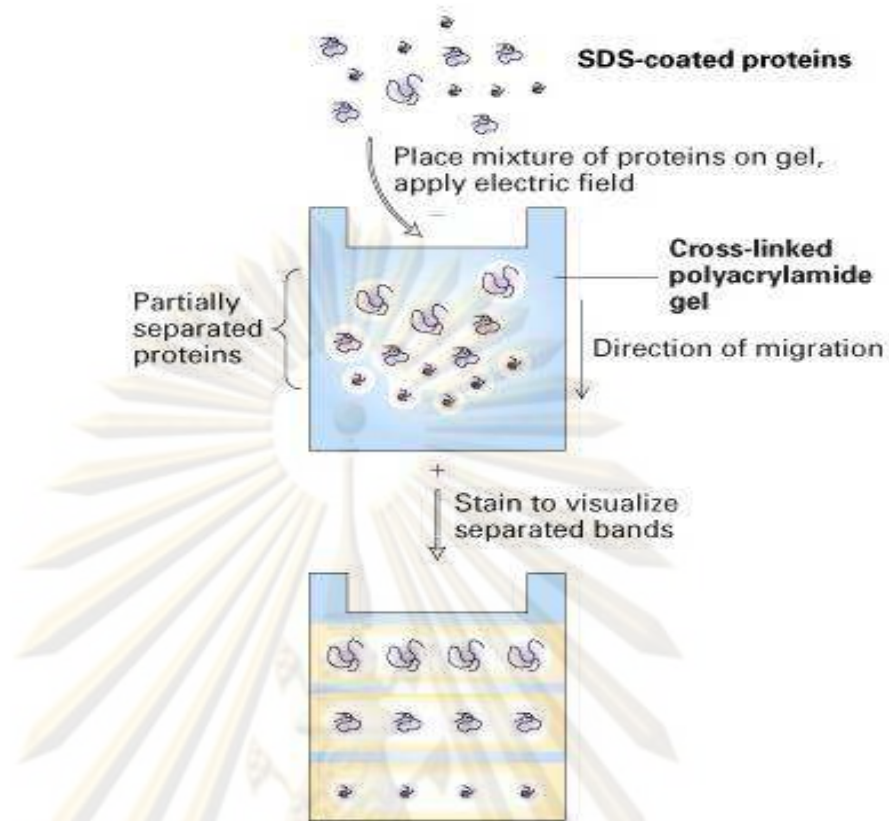 SDS-coated proteins
Place mixture of proteins on gel,
apply electric field
−
Cross-linked
polyacrylamide
gel
Partially
separated
proteins
Direction of migration
+
Stain to visualize
separated bands